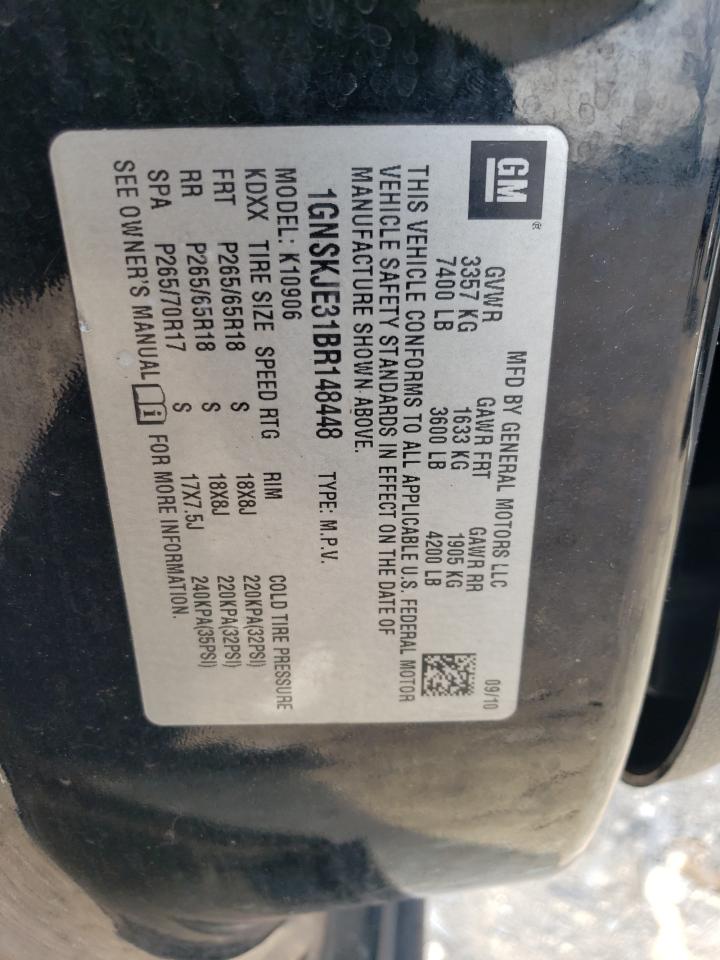 GM
®
MFD BY GENERAL MOTORS LLC 09/10
GVWR GAWR FRT GAWR RR
3357 KG 1633 KG 1905 KG
7400 LB 3600 LB 4200 LB
THIS VEHICLE CONFORMS TO ALL APPLICABLE U.S. FEDERAL MOTOR
VEHICLE SAFETY STANDARDS IN EFFECT ON THE DATE OF
MANUFACTURE SHOWN ABOVE.
1GNSKJE31BR148448 TYPE: M.P.V.
MODEL: K10906
KDXX TIRE SIZE SPEED RTG RIM COLD TIRE PRESSURE
FRT P265/65R18 S 18X8J 220KPA(32PSI)
RR P265/65R18 S 18X8J 220KPA(32PSI)
SPA P265/70R17 S 17X7.5J 240KPA(35PSI)
SEE OWNER'S MANUAL FOR MORE INFORMATION.